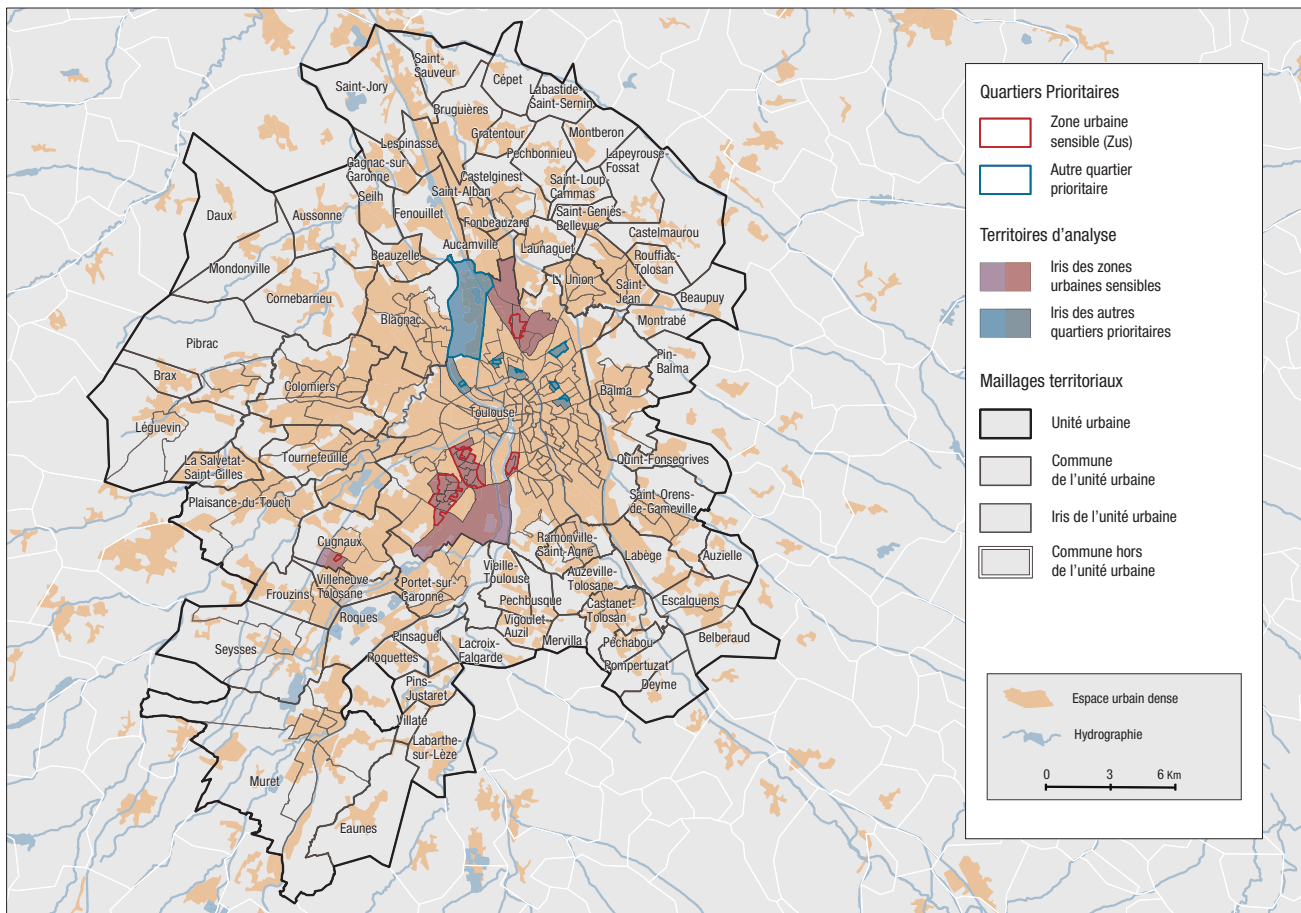 Saint-
Sauveur
Cépet
Saint-Jory
Labastide-
Saint-Sernin
Bruguières
Gratentour
Montberon
Lespinasse
Pechbonnieu
Lapeyrouse-
Fossat
Gagnac-sur-
Garonne
Castelginest
Saint-Loup-
Cammas
Saint-Alban
Seilh
Daux
Aussonne
Fenouillet
Saint-Geniès-
Bellevue
Fonbeauzard
Castelmaurou
Aucamville
Launaguet
Beauzelle
Rouffiac-
Tolosan
Mondonville
L' Union
Saint-
Jean
Cornebarrieu
Beaupuy
Blagnac
Montrabé
Pibrac
Pin-
Balma
Brax
Colomiers
Balma
Toulouse
Léguevin
Tournefeuille
La Salvetat-
Saint-Gilles
Quint-Fonsegrives
Plaisance-du-Touch
Saint Orens-
de-Gameville
Cugnaux
Ramonville-
Saint-Agne
Labège
Auzielle
Vieille-
Toulouse
Villeneuve
Tolosane
Portet-sur-
Garonne
Auzeville-
Tolosane
Frouzins
Pechbusque
Castanet-
Tolosan
Escalquens
Roques
Vigoulet-
Auzil
Mervilla
Belberaud
Pinsaguel
Seysses
Lacroix-
Falgarde
Péchabou
Roquettes
Pompertuzat
Pins-
Justaret
Deyme
Villate
Labarthe-
sur-Lèze
Muret
Eaunes
Quartiers Prioritaires
Zone urbaine
sensible (Zus)
Autre quartier
prioritaire
Territoires d'analyse
Iris des zones
urbaines sensibles
Iris des autres
quartiers prioritaires
Maillages territoriaux
Unité urbaine
Commune
de l'unité urbaine
Iris de l'unité urbaine
Commune hors
de l'unité urbaine
Espace urbain dense
Hydrographie
0 3 6 Km